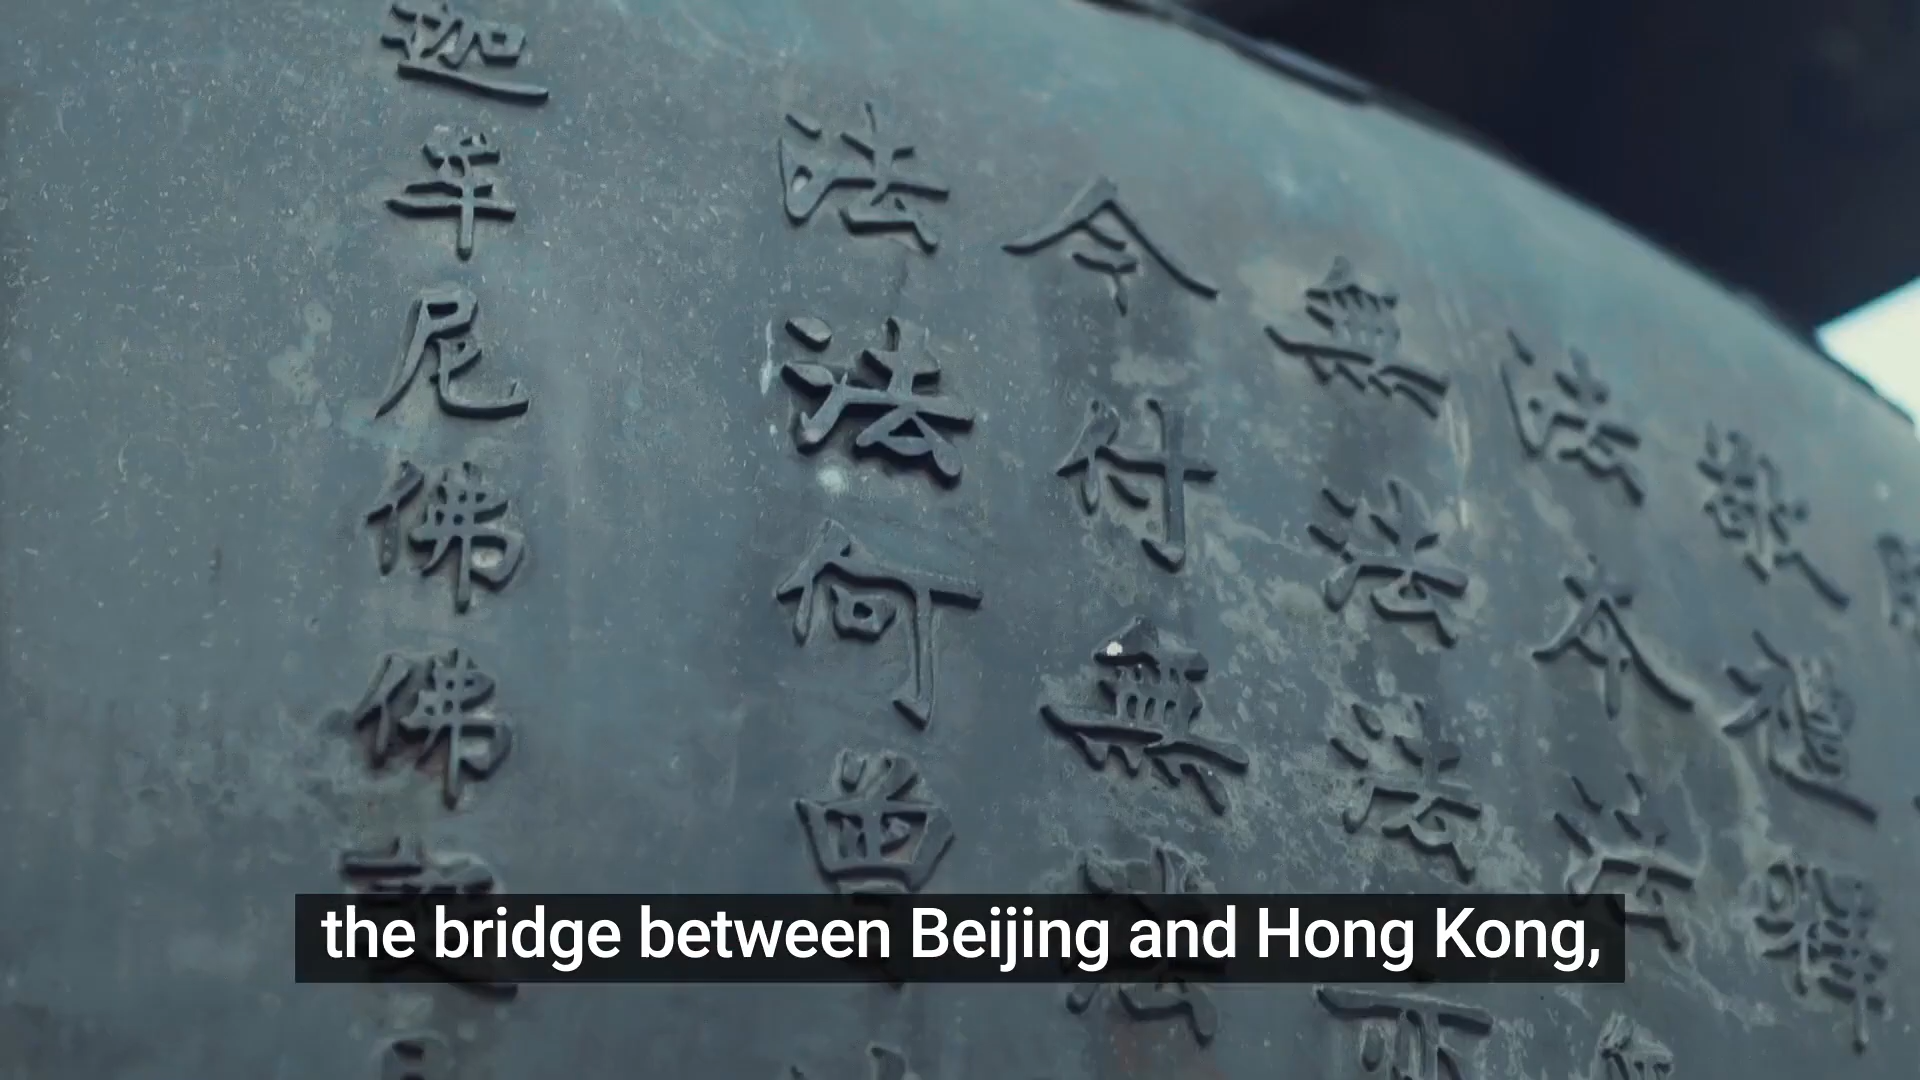 敬禮釋
法本法
無法法
今付無法
法法何曾
迦牟尼佛佛
the bridge between Beijing and Hong Kong,